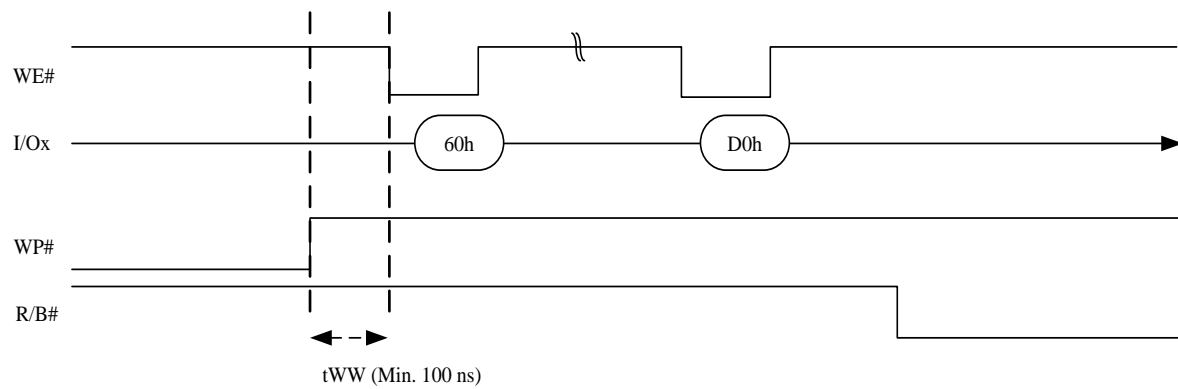 WE#
I/Ox
60h
D0h
WP#
R/B#
tWW (Min. 100 ns)